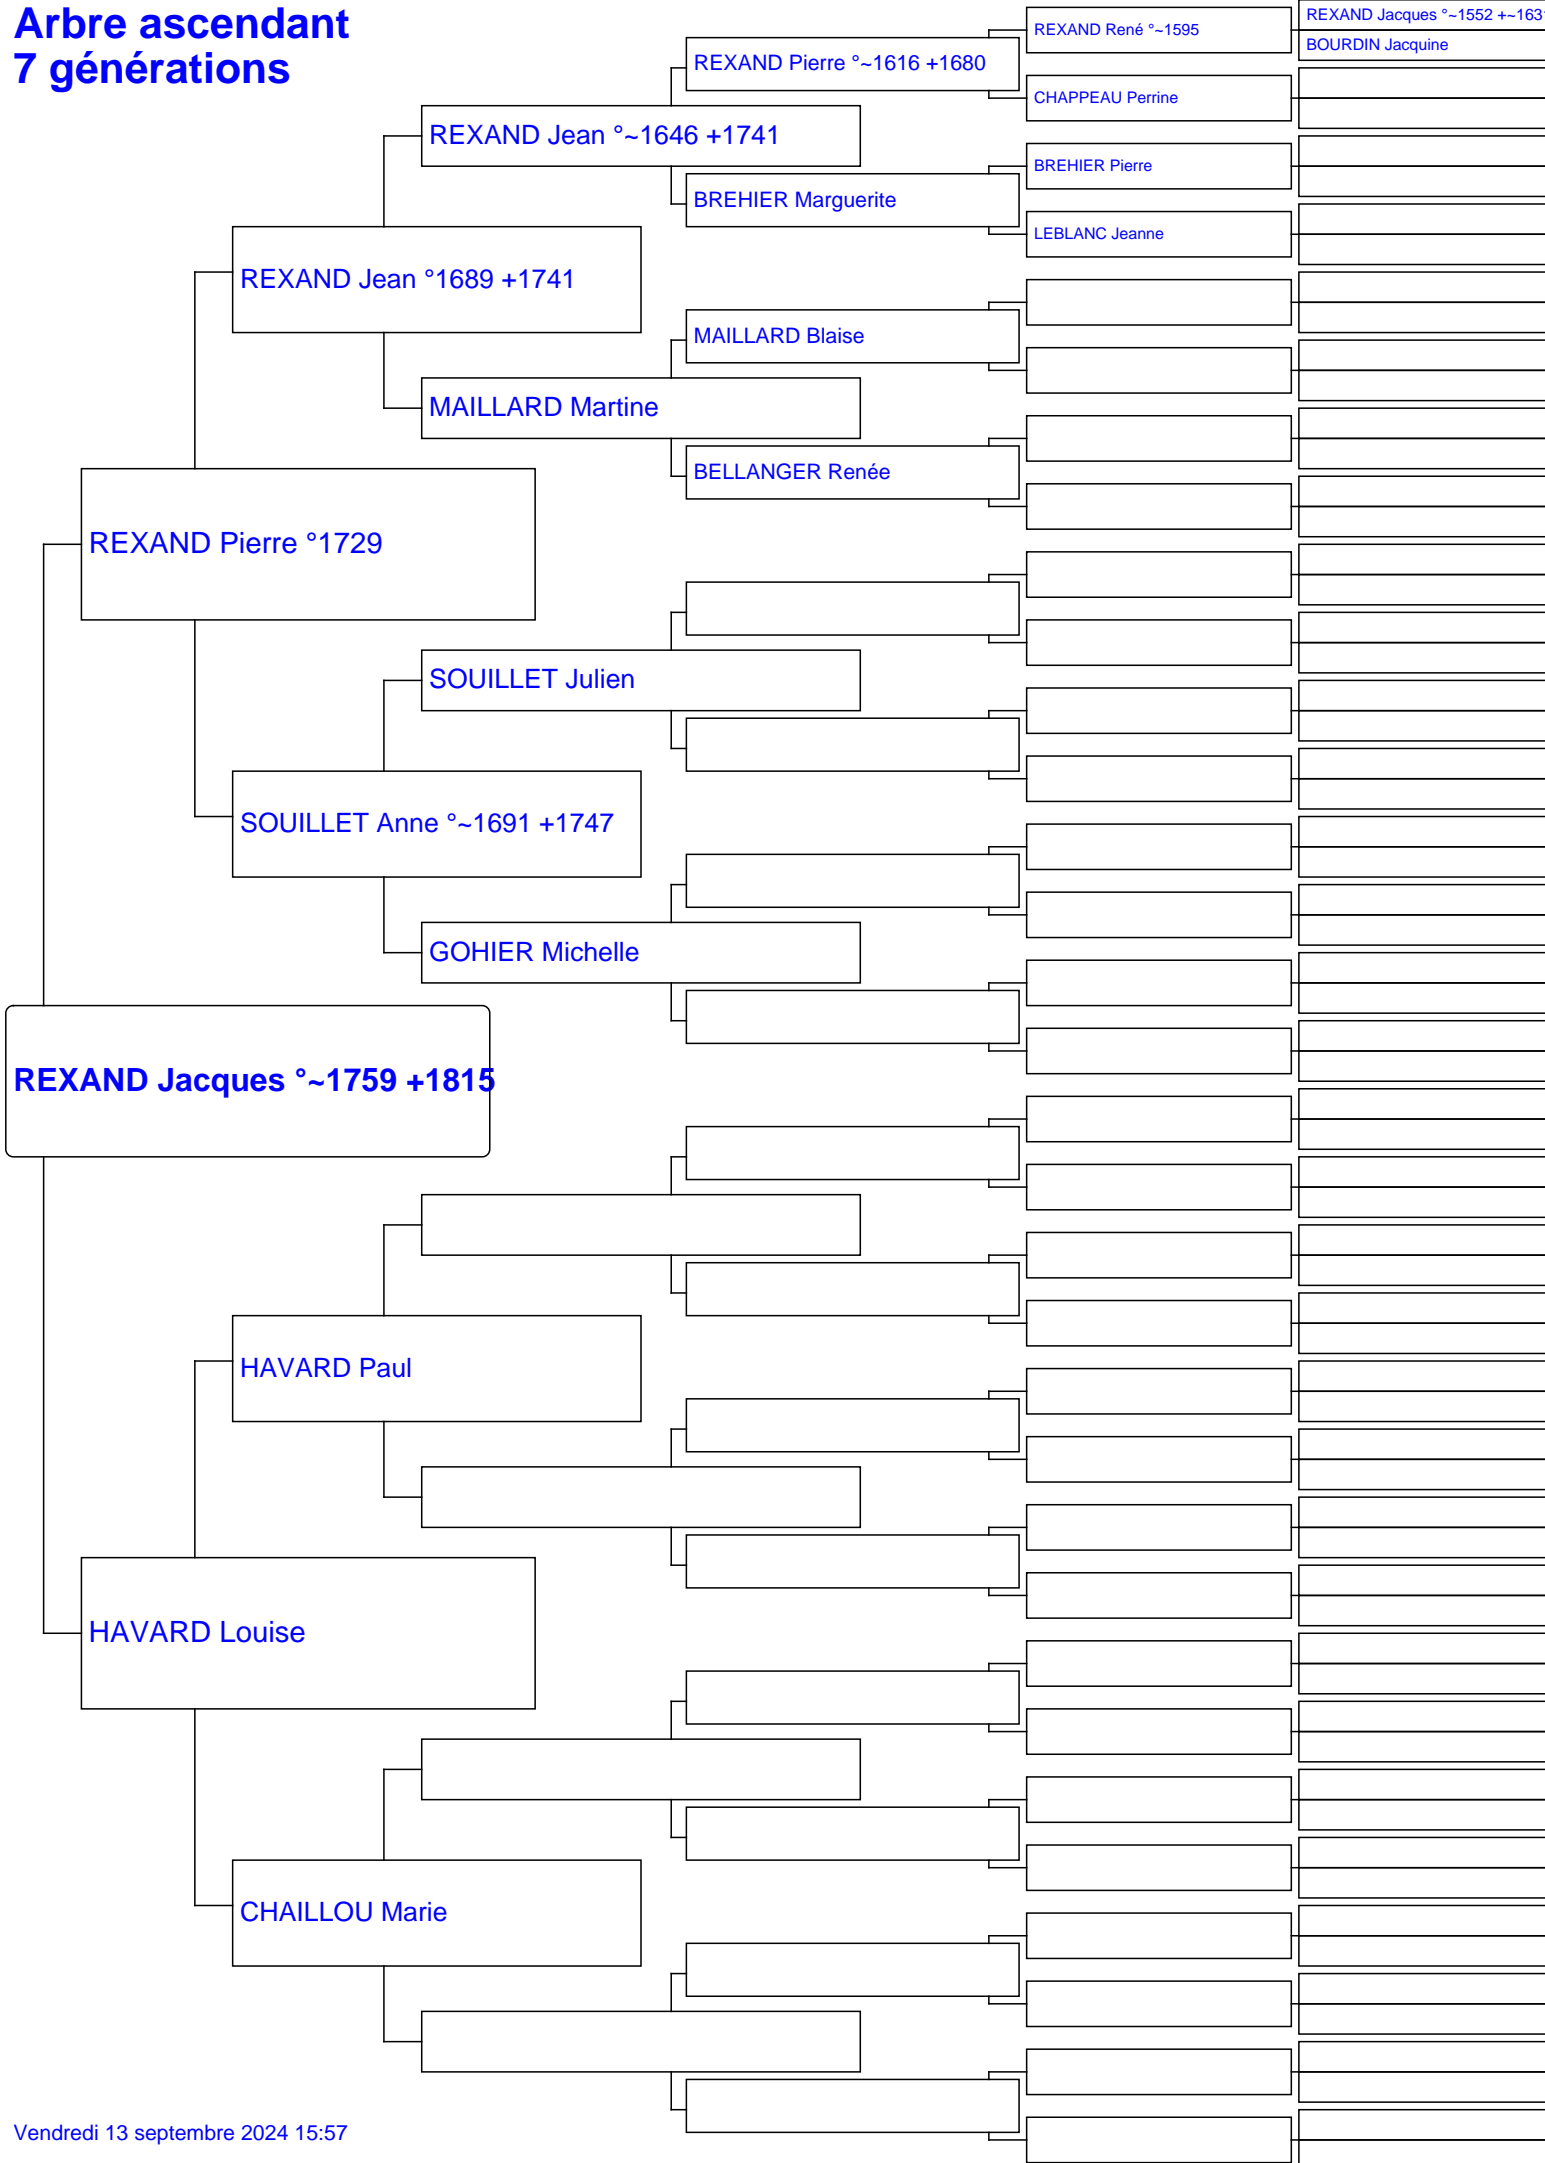 Arbre ascendant
7 générations
REXAND Jacques °~1552 +~1631
BOURDIN Jacquine
REXAND René °~1595
CHAPPEAU Perrine
REXAND Pierre °~1616 +1680
BREHIER Pierre
LEBLANC Jeanne
BREHIER Marguerite
REXAND Jean °~1646 +1741
MAILLARD Blaise
BELLANGER Renée
MAILLARD Martine
REXAND Jean °1689 +1741
REXAND Pierre °1729
SOUILLET Julien
SOUILLET Anne °~1691 +1747
GOHIER Michelle
REXAND Jacques °~1759 +1815
HAVARD Paul
HAVARD Louise
CHAILLOU Marie
Vendredi 13 septembre 2024 15:57